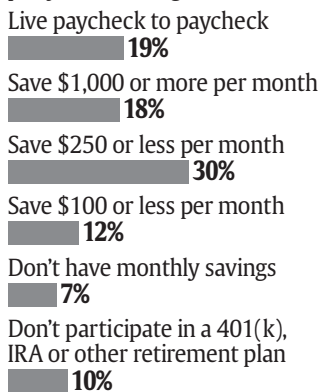 Live paycheck to paycheck
19%
Save $1,000 or more per month
18%
Save $250 or less per month
30%
Save $100 or less per month
12%
Don’t have monthly savings
7%
Don’t participate in a 401(k),
IRA or other retirement plan
10%